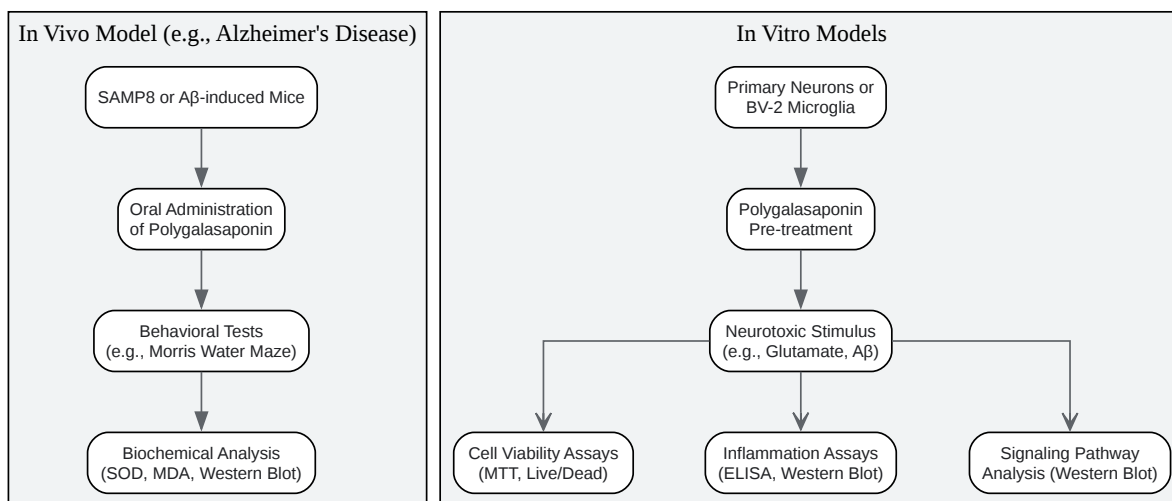 In Vivo Model (e.g., Alzheimer's Disease)
SAMP8 or Aβ-induced Mice
Oral Administration
of Polygalasaponin
Behavioral Tests
(e.g., Morris Water Maze)
Biochemical Analysis
(SOD, MDA, Western Blot)
In Vitro Models
Primary Neurons or
BV-2 Microglia
Polygalasaponin
Pre-treatment
Neurotoxic Stimulus
(e.g., Glutamate, Aβ)
Cell Viability Assays
(MTT, Live/Dead)
Inflammation Assays
(ELISA, Western Blot)
Signaling Pathway
Analysis (Western Blot)